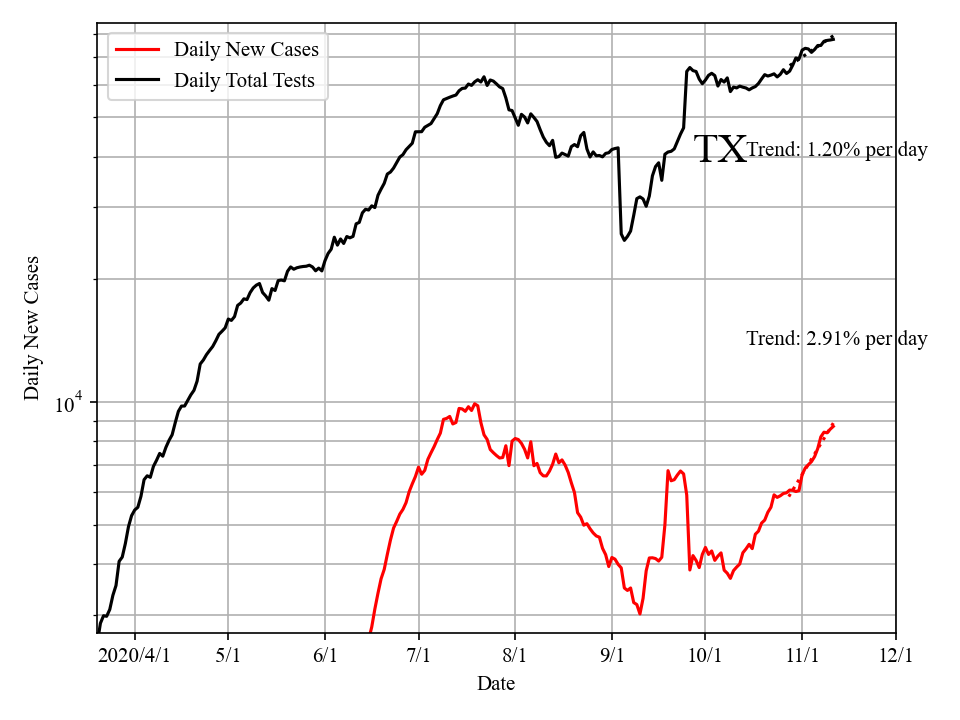 Daily New Cases
Daily Total Tests
TX
Trend: 1.20% per day
Trend: 2.91% per day
Daily New Cases
10^4
2020/4/1 5/1 6/1 7/1 8/1 9/1 10/1 11/1 12/1
Date